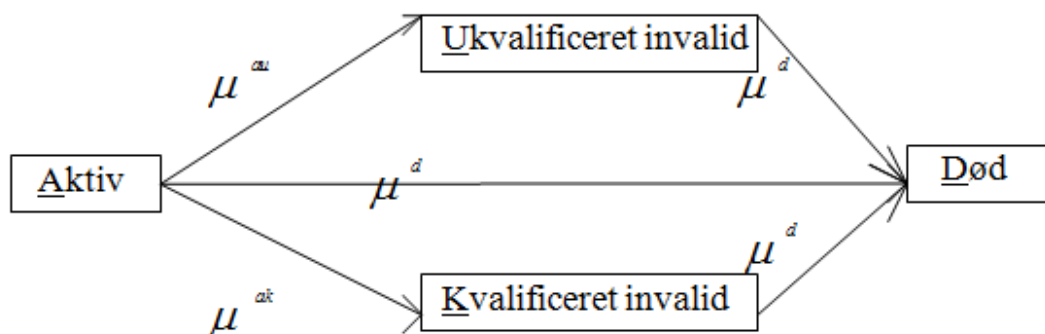 Ukvalificeret invalid
μ^au
μ^d
Aktiv
μ^d
Død
μ^d
Kvalificeret invalid
μ^ak